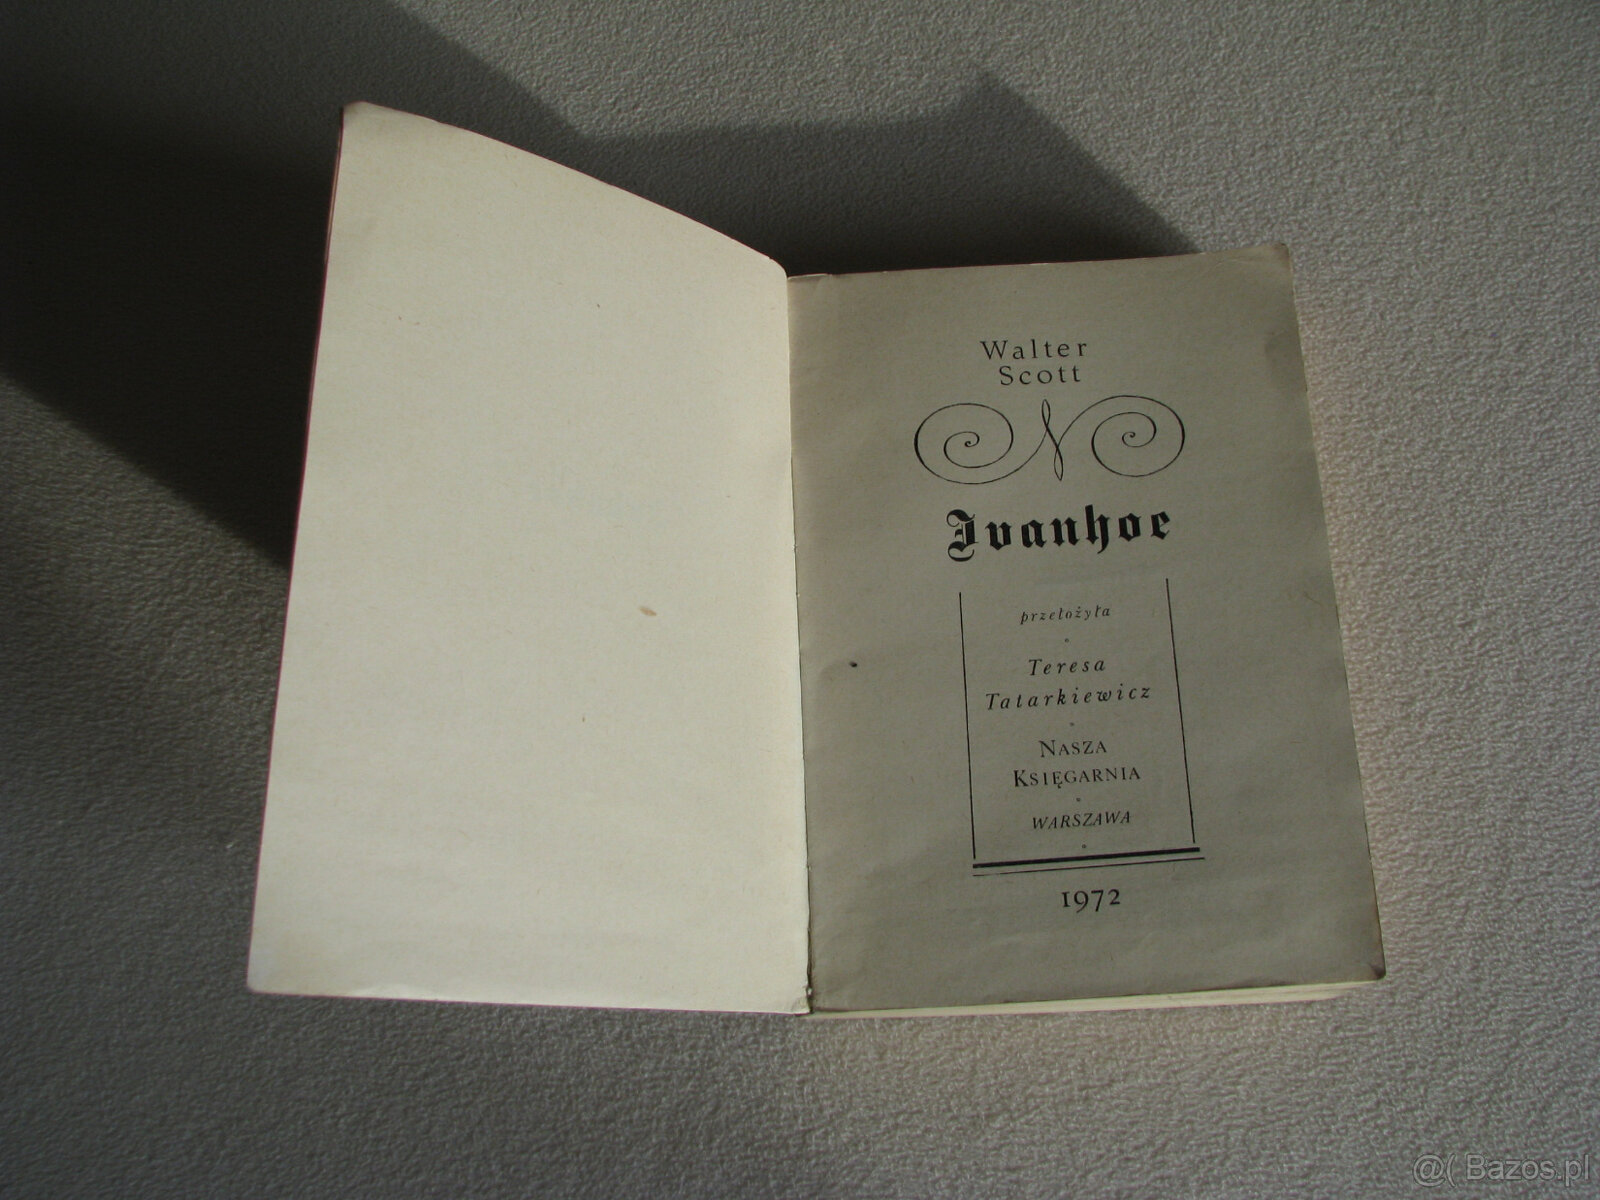 Walter
Scott
Ivanhoe
przełożyła
Teresa
Tatarkiewicz
NASZA
KSIĘGARNIA
WARSZAWA
1972
@( Bazos.pl